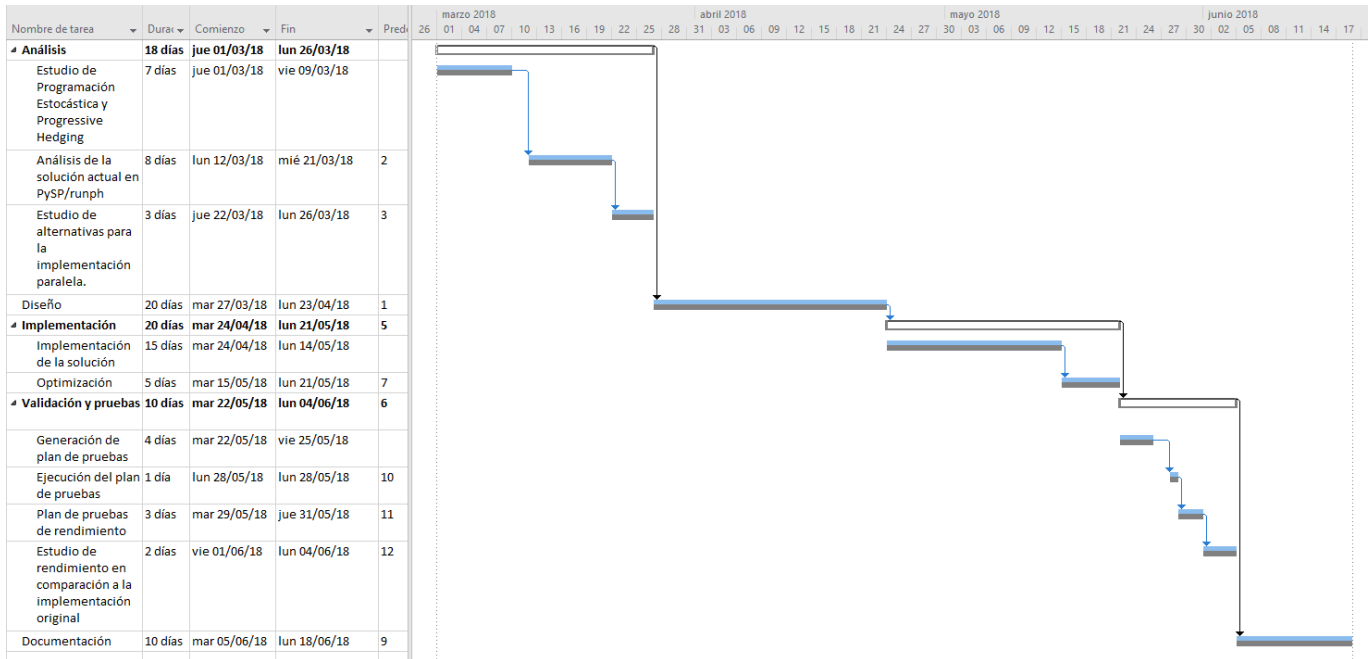 marzo 2018 abril 2018 mayo 2018 junio 2018
Nombre de tarea Comienzo Fin 26 01 04 07 10 13 16 19 22 25 28 31 03 06 09 12 15 18 21 24 27 30 03 06 09 12 15 18 21 24 27 30 02 05 08 11 14 17
Análisis 18 días jue 01/03/18 lun 26/03/18
Estudio de 7 días jue 01/03/18 vie 09/03/18
Programación
Estocástica y
Progressive
Hedging
Análisis de la 8 días lun 12/03/18 mié 21/03/18 2
solución actual en
PySP/runph
Estudio de 3 días jue 22/03/18 lun 26/03/18 3
alternativas para
la
implementación
paralela.
Diseño 20 días mar 27/03/18 lun 23/04/18 1
Implementación 20 días mar 24/04/18 lun 21/05/18 5
Implementación 15 días mar 24/04/18 lun 14/05/18
de la solución
Optimización 5 días mar 15/05/18 lun 21/05/18 7
Validación y pruebas 10 días mar 22/05/18 lun 04/06/18 6
Generación de 4 días mar 22/05/18 vie 25/05/18
plan de pruebas
Ejecución del plan 1 día lun 28/05/18 lun 28/05/18 10
de pruebas
Plan de pruebas 3 días mar 29/05/18 jue 31/05/18 11
de rendimiento
Estudio de 2 días vie 01/06/18 lun 04/06/18 12
rendimiento en
comparación a la
implementación
original
Documentación 10 días mar 05/06/18 lun 18/06/18 9